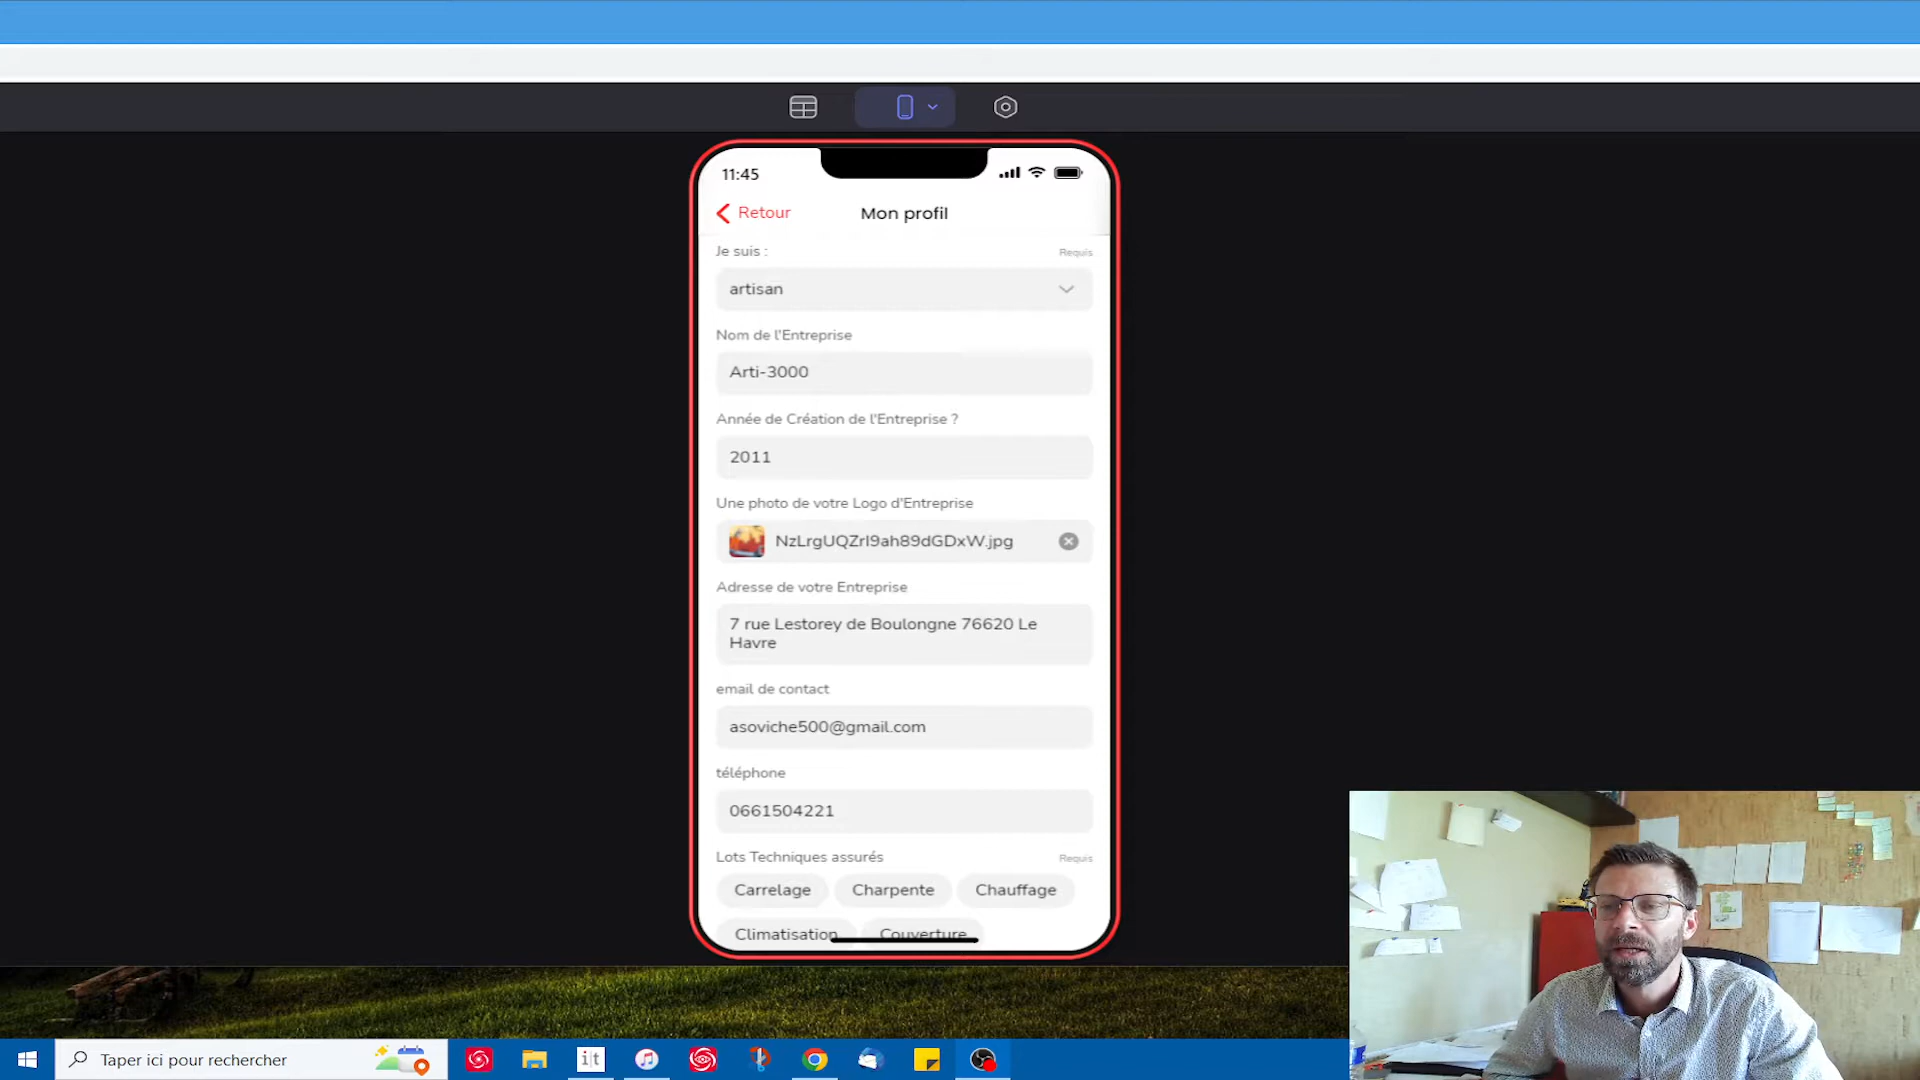 11:45
Retour
Mon profil
Je suis :
Requis
artisan
Nom de l'Entreprise
Arti-3000
Année de Création de l'Entreprise ?
2011
Une photo de votre Logo d'Entreprise
NzLrgUQZrI9ah89dGDxW.jpg
Adresse de votre Entreprise
7 rue Lestorey de Boulongne 76620 Le
Havre
email de contact
asoviche500@gmail.com
téléphone
0661504221
Lots Techniques assurés
Requis
Carrelage
Charpente
Chauffage
Climatisation
Couverture
Taper ici pour rechercher
i|t